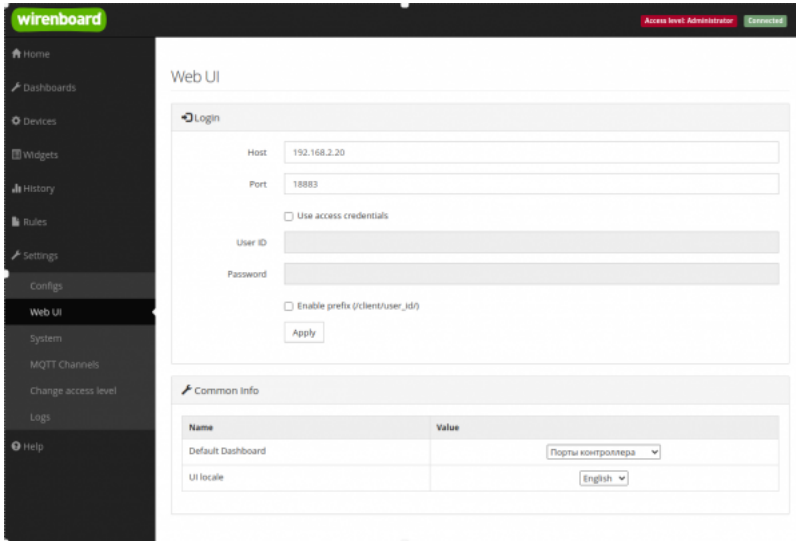 wirenboard
Access level: Administrator
Connected
Home
Dashboards
Devices
Widgets
History
Rules
Settings
Configs
Web UI
System
MQTT Channels
Change access level
Logs
Help
Web UI
Login
Host 192.168.2.20
Port 18883
Use access credentials
User ID
Password
Enable prefix (/client/user_id/)
Apply
Common Info
Name Value
Default Dashboard Порты контроллера
UI locale English